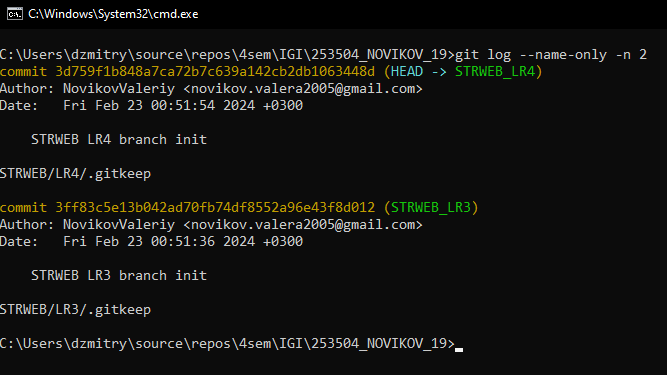 C:\Windows\System32\cmd.exe
C:\Users\dzmitry\source\repos\4sem\IGI\253504_NOVIKOV_19>git log --name-only -n 2
commit 3d759f1b848a7ca72b7c639a142cb2db1063448d (HEAD -> STRWEB_LR4)
Author: NovikovValeriy <novikov.valera2005@gmail.com>
Date:   Fri Feb 23 00:51:54 2024 +0300
STRWEB LR4 branch init
STRWEB/LR4/.gitkeep
commit 3ff83c5e13b042ad70fb74df8552a96e43f8d012 (STRWEB_LR3)
Author: NovikovValeriy <novikov.valera2005@gmail.com>
Date:   Fri Feb 23 00:51:36 2024 +0300
STRWEB LR3 branch init
STRWEB/LR3/.gitkeep
C:\Users\dzmitry\source\repos\4sem\IGI\253504_NOVIKOV_19>